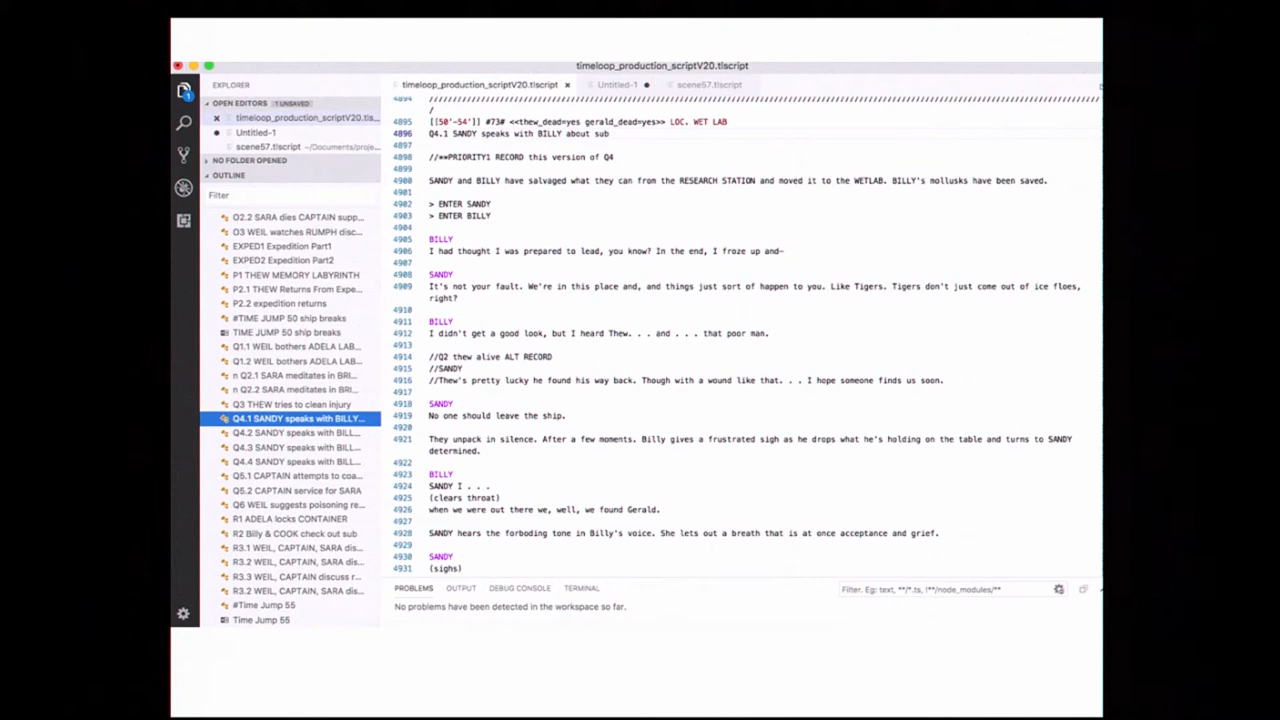 timeloop_production_scriptV20.tlscript
EXPLORER
timeloop_production_scriptV20.tlscript ×
Untitled-1 ●
scene57.tlscript
OPEN EDITORS 1 UNSAVED
× timeloop_production_scriptV20.tls...
● Untitled-1
scene57.tlscript ~/Documents/proje...
NO FOLDER OPENED
OUTLINE
Filter
O2.2 SARA dies CAPTAIN supp...
O3 WEIL watches RUMPH disc...
EXPED1 Expedition Part1
EXPED2 Expedition Part2
P1 THEW MEMORY LABYRINTH
P2.1 THEW Returns From Expe...
P2.2 expedition returns
#TIME JUMP 50 ship breaks
TIME JUMP 50 ship breaks
Q1.1 WEIL bothers ADELA LAB...
Q1.2 WEIL bothers ADELA LAB...
n Q2.1 SARA meditates in BRI...
n Q2.2 SARA meditates in BRI...
Q3 THEW tries to clean injury
Q4.1 SANDY speaks with BILLY...
Q4.2 SANDY speaks with BILL...
Q4.3 SANDY speaks with BILL...
Q4.4 SANDY speaks with BILL...
Q5.1 CAPTAIN attempts to coa...
Q5.2 CAPTAIN service for SARA
Q6 WEIL suggests poisoning re...
R1 ADELA locks CONTAINER
R2 Billy & COOK check out sub
R3.1 WEIL, CAPTAIN, SARA dis...
R3.2 WEIL, CAPTAIN, SARA dis...
R3.3 WEIL, CAPTAIN discuss r...
R3.2 WEIL, CAPTAIN, SARA dis...
#Time Jump 55
Time Jump 55
4894 ////////////////////////////////////////////////////////////////////////////////////////////////////////////////
/
4895 [[50'-54']] #73# <<thew_dead=yes gerald_dead=yes>> LOC. WET LAB
4896 Q4.1 SANDY speaks with BILLY about sub
4897
4898 //**PRIORITY1 RECORD this version of Q4
4899
4900 SANDY and BILLY have salvaged what they can from the RESEARCH STATION and moved it to the WETLAB. BILLY's mollusks have been saved.
4901
4902 > ENTER SANDY
4903 > ENTER BILLY
4904
4905 BILLY
4906 I had thought I was prepared to lead, you know? In the end, I froze up and-
4907
4908 SANDY
4909 It's not your fault. We're in this place and, and things just sort of happen to you. Like Tigers. Tigers don't just come out of ice floes,
right?
4910
4911 BILLY
4912 I didn't get a good look, but I heard Thew. . . and . . . that poor man.
4913
4914 //Q2 thew alive ALT RECORD
4915 //SANDY
4916 //Thew's pretty lucky he found his way back. Though with a wound like that. . . I hope someone finds us soon.
4917
4918 SANDY
4919 No one should leave the ship.
4920
4921 They unpack in silence. After a few moments. Billy gives a frustrated sigh as he drops what he's holding on the table and turns to SANDY
determined.
4922
4923 BILLY
4924 SANDY I . . .
4925 (clears throat)
4926 when we were out there we, well, we found Gerald.
4927
4928 SANDY hears the forboding tone in Billy's voice. She lets out a breath that is at once acceptance and grief.
4929
4930 SANDY
4931 (sighs)
PROBLEMS OUTPUT DEBUG CONSOLE TERMINAL
Filter. Eg: text, **/*.ts, !**/node_modules/**
No problems have been detected in the workspace so far.
1